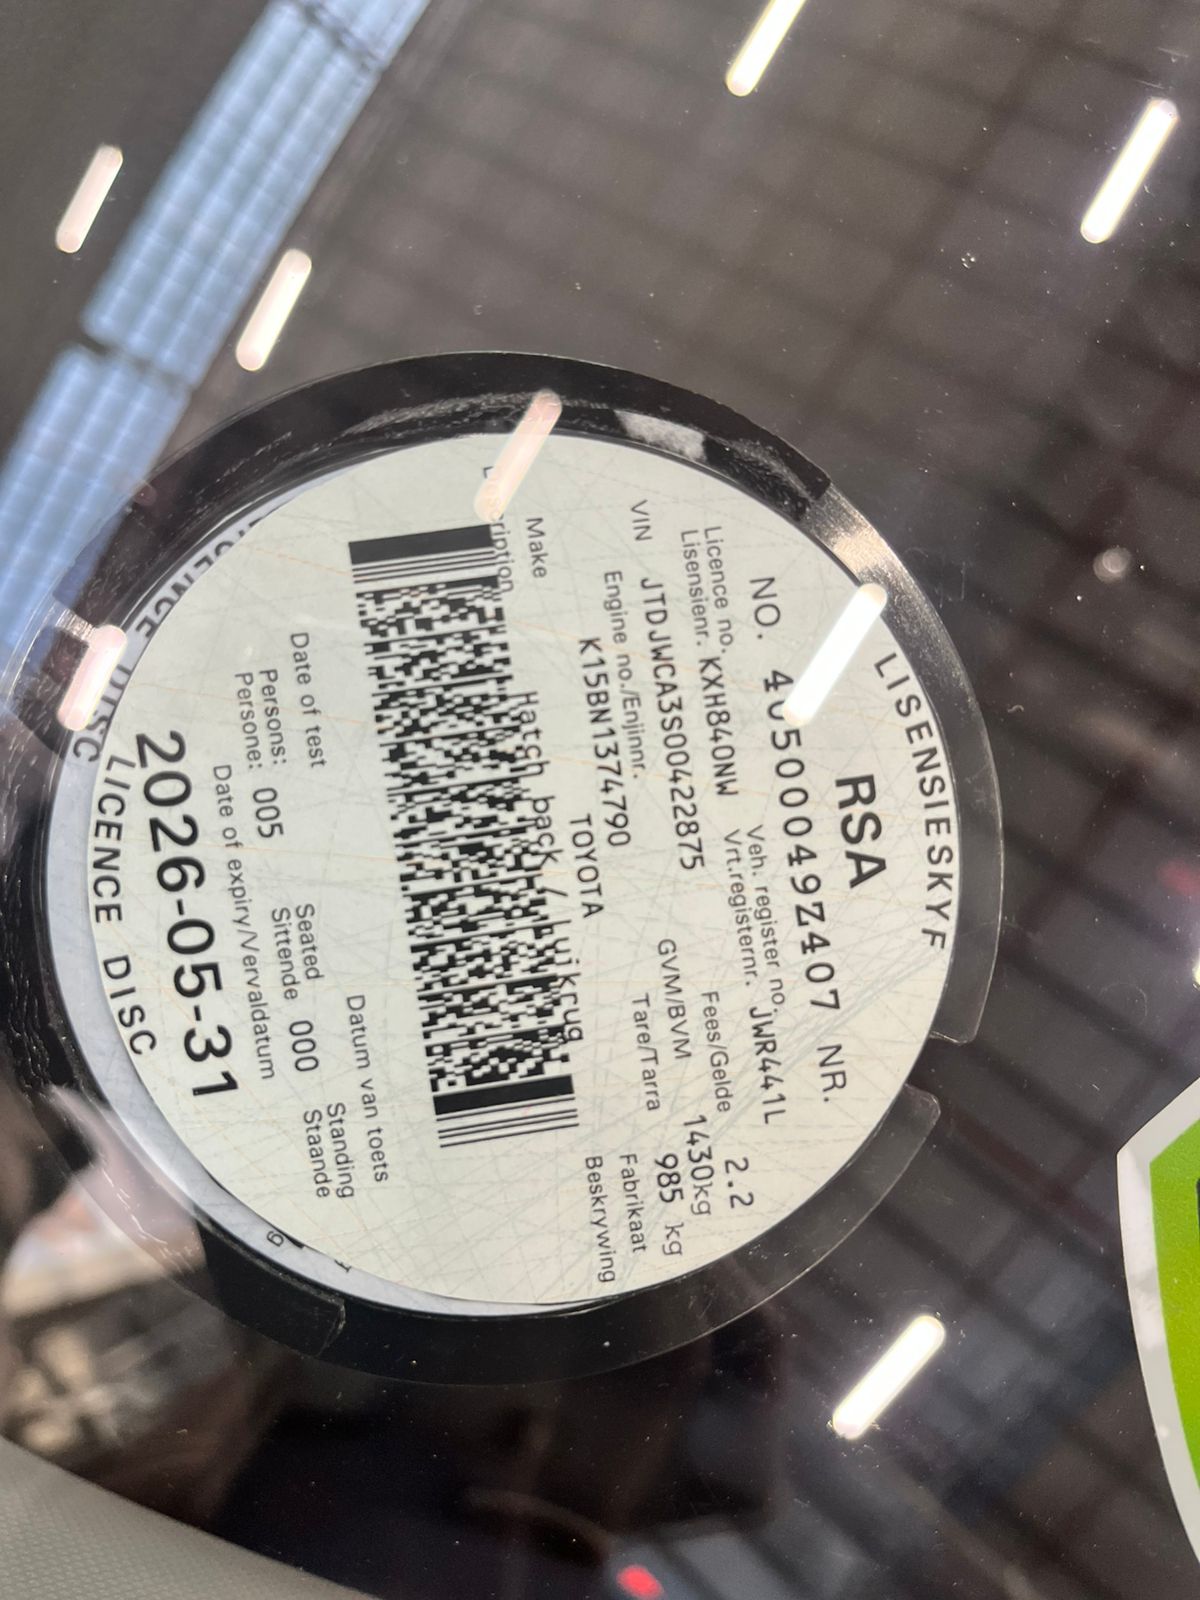 LISENSIESKYF
RSA
NO. 40500049Z407 NR.
Licence no. Veh. register no.
Lisensienr. KXH840NW Vrt.registernr. JWR441L
VIN JTDJWCA3S00422875 Fees/Gelde 2.2
Engine no./Enjinnr. GVM/BVM 1430kg
K15BN1374790 Tare/Tarra 985 kg
Make TOYOTA Fabrikaat
Description Hatch back / Luikrug Beskrywing
Date of test Datum van toets
Persons: Seated Standing
Persone: 005 Sittende 000 Staande
Date of expiry/Vervaldatum
2026-05-31
LICENCE DISC
LICENCE DISC